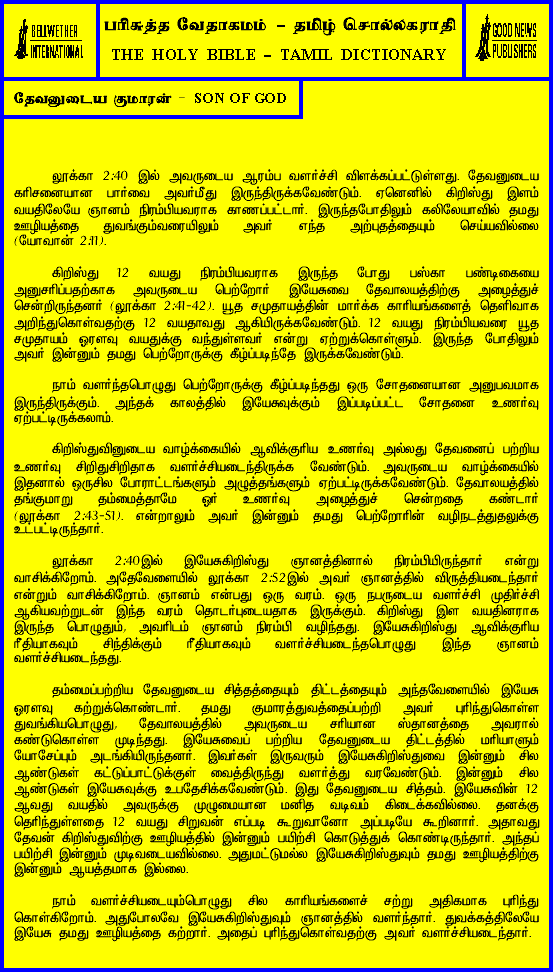 BELLWETHER
INTERNATIONAL
பரிசுத்த வேதாகமம் – தமிழ் சொல்லகராதி
THE HOLY BIBLE – TAMIL DICTIONARY
GOOD NEWS
PUBLISHERS
தேவனுடைய குமாரன் – SON OF GOD
லூக்கா 2:40 இல் அவருடைய ஆரம்ப வளர்ச்சி விளக்கப்பட்டுள்ளது. தேவனுடைய
கரிசனையான பார்வை அவர்மீது இருந்திருக்கவேண்டும். ஏனெனில் கிறிஸ்து இளம்
வயதிலேயே ஞானம் நிரம்பியவராக காணப்பட்டார். இருந்தபோதிலும் கலிலேயாவில் தமது
ஊழியத்தை துவங்கும்வரையிலும் அவர் எந்த அற்புதத்தையும் செய்யவில்லை
(யோவான் 2:11).
கிறிஸ்து 12 வயது நிரம்பியவராக இருந்த போது பஸ்கா பண்டிகையை
அனுசரிப்பதற்காக அவருடைய பெற்றோர் இயேசுவை தேவாலயத்திற்கு அழைத்துச்
சென்றிருந்தனர் (லூக்கா 2:41-42). யூத சமுதாயத்தின் மார்க்க காரியங்களைத் தெளிவாக
அறிந்துகொள்வதற்கு 12 வயதாவது ஆகியிருக்கவேண்டும். 12 வயது நிரம்பியவரை யூத
சமுதாயம் ஓரளவு வயதுக்கு வந்துள்ளவர் என்று ஏற்றுக்கொள்ளும். இருந்த போதிலும்
அவர் இன்னும் தமது பெற்றோருக்கு கீழ்ப்படிந்தே இருக்கவேண்டும்.
நாம் வளர்ந்தபொழுது பெற்றோருக்கு கீழ்படிந்தது ஒரு சோதனையான அனுபவமாக
இருந்திருக்கும். அந்தக் காலத்தில் இயேசுவுக்கும் இப்படிப்பட்ட சோதனை உணர்வு
ஏற்பட்டிருக்கலாம்.
கிறிஸ்துவினுடைய வாழ்க்கையில் ஆவிக்குரிய உணர்வு அல்லது தேவனைப் பற்றிய
உணர்வு சிறிதுசிறிதாக வளர்ச்சியடைந்திருக்க வேண்டும். அவருடைய வாழ்க்கையில்
இதனால் ஒருசில போராட்டங்களும் அழுத்தங்களும் ஏற்பட்டிருக்கவேண்டும். தேவாலயத்தில்
தங்குமாறு தம்மைத்தாமே ஓர் உணர்வு அழைத்துச் சென்றதை கண்டார்
(லூக்கா 2:43-51). என்றாலும் அவர் இன்னும் தமது பெற்றோரின் வழிநடத்துதலுக்கு
உட்பட்டிருந்தார்.
லூக்கா 2:40இல் இயேசுகிறிஸ்து ஞானத்தினால் நிரம்பியிருந்தார் என்று
வாசிக்கிறோம். அதேவேளையில் லூக்கா 2:52இல் அவர் ஞானத்தில் விருத்தியடைந்தார்
என்றும் வாசிக்கிறோம். ஞானம் என்பது ஒரு வரம். ஒரு நபருடைய வளர்ச்சி முதிர்ச்சி
ஆகியவற்றுடன் இந்த வரம் தொடர்புடையதாக இருக்கும். கிறிஸ்து இள வயதினராக
இருந்த பொழுதும், அவரிடம் ஞானம் நிரம்பி வழிந்தது. இயேசுகிறிஸ்து ஆவிக்குரிய
ரீதியாகவும் சிந்திக்கும் ரீதியாகவும் வளர்ச்சியடைந்தபொழுது இந்த ஞானம்
வளர்ச்சியடைந்தது.
தம்மைப்பற்றிய தேவனுடைய சித்தத்தையும் திட்டத்தையும் அந்தவேளையில் இயேசு
ஓரளவு கற்றுக்கொண்டார். தமது குமாரத்துவத்தைப்பற்றி அவர் புரிந்துகொள்ள
துவங்கியபொழுது, தேவாலயத்தில் அவருடைய சரியான ஸ்தானத்தை அவரால்
கண்டுகொள்ள முடிந்தது. இயேசுவைப் பற்றிய தேவனுடைய திட்டத்தில் மரியாளும்
யோசேப்பும் அடங்கியிருந்தனர். இவர்கள் இருவரும் இயேசுகிறிஸ்துவை இன்னும் சில
ஆண்டுகள் கட்டுப்பாட்டுக்குள் வைத்திருந்து வளர்த்து வரவேண்டும். இன்னும் சில
ஆண்டுகள் இயேசுவுக்கு உபதேசிக்கவேண்டும். இது தேவனுடைய சித்தம். இயேசுவின் 12
ஆவது வயதில் அவருக்கு முழுமையான மனித வடிவம் கிடைக்கவில்லை. தனக்கு
தெரிந்துள்ளதை 12 வயது சிறுவன் எப்படி கூறுவானோ அப்படியே கூறினார். அதாவது
தேவன் கிறிஸ்துவிற்கு ஊழியத்தில் இன்னும் பயிற்சி கொடுத்துக் கொண்டிருந்தார். அந்தப்
பயிற்சி இன்னும் முடிவடையவில்லை. அதுமட்டுமல்ல இயேசுகிறிஸ்துவும் தமது ஊழியத்திற்கு
இன்னும் ஆயத்தமாக இல்லை.
நாம் வளர்ச்சியடையும்பொழுது சில காரியங்களைச் சற்று அதிகமாக புரிந்து
கொள்கிறோம். அதுபோலவே இயேசுகிறிஸ்துவும் ஞானத்தில் வளர்ந்தார். துவக்கத்திலேயே
இயேசு தமது ஊழியத்தை கற்றார். அதைப் புரிந்துகொள்வதற்கு அவர் வளர்ச்சியடைந்தார்.